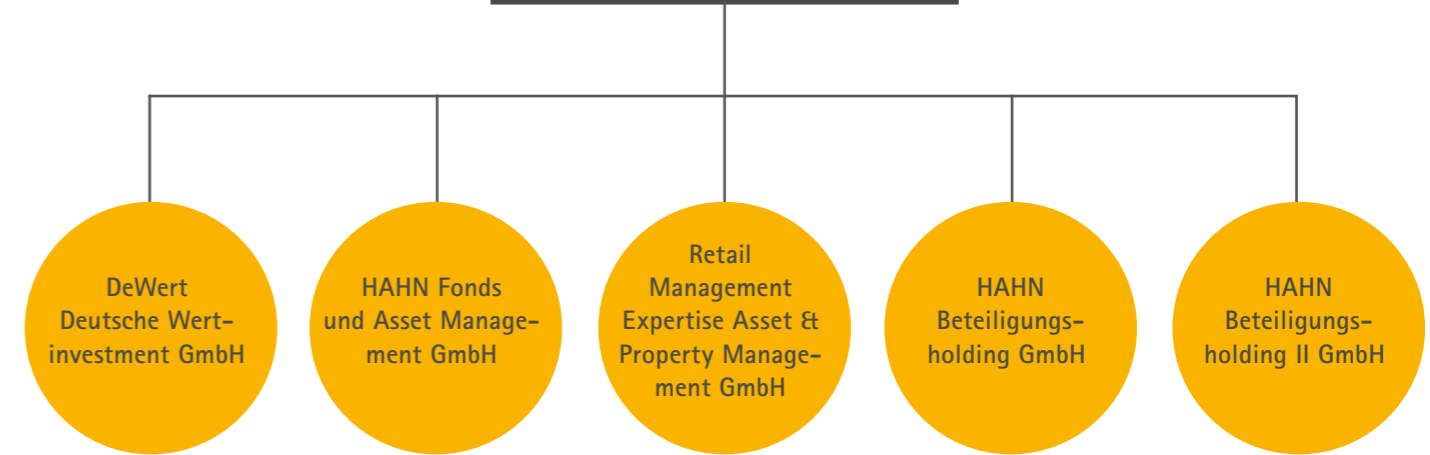 DeWert
Deutsche Wert-
investment GmbH
HAHN Fonds
und Asset Manage-
ment GmbH
Retail
Management
Expertise Asset &
Property Manage-
ment GmbH
HAHN
Beteiligungs-
holding GmbH
HAHN
Beteiligungs-
holding II GmbH